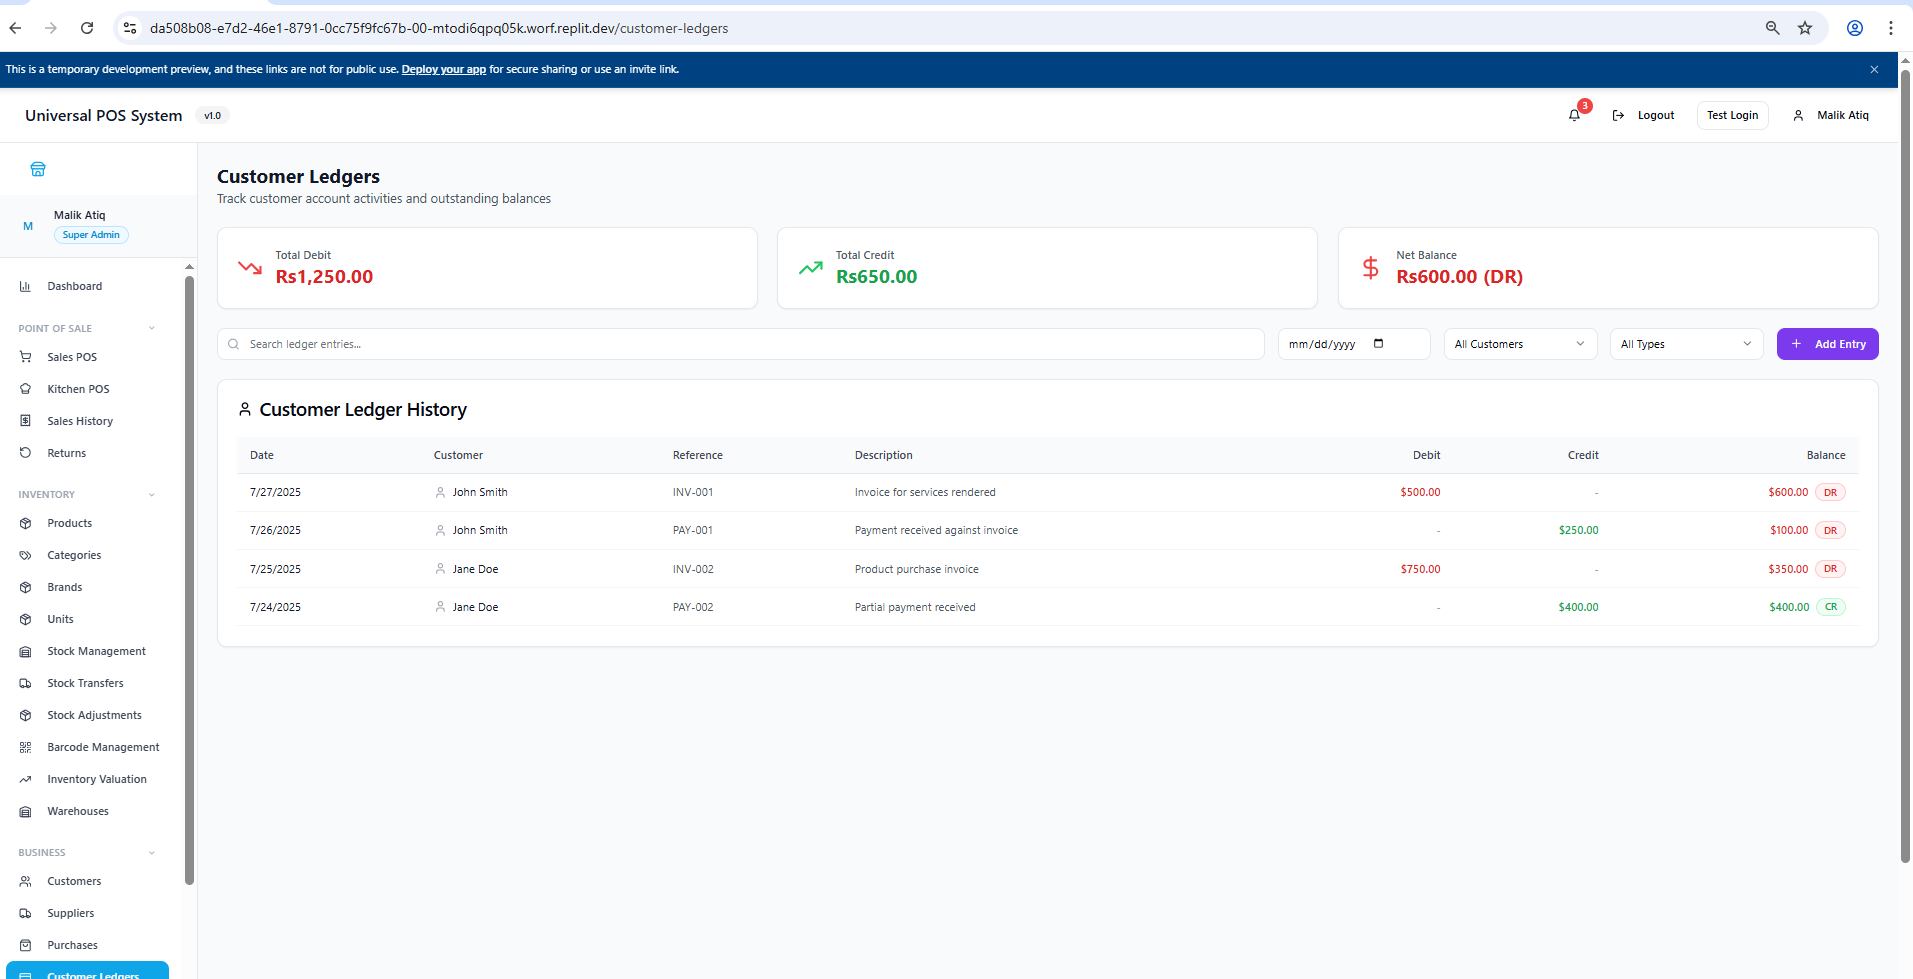 da508b08-e7d2-46e1-8791-0cc75f9fc67b-00-mtodi6qpq05k.worf.replit.dev/customer-ledgers
This is a temporary development preview, and these links are not for public use. Deploy your app for secure sharing or use an invite link.
Universal POS System v1.0
3
Logout
Test Login
Malik Atiq
M
Malik Atiq
Super Admin
Dashboard
POINT OF SALE
Sales POS
Kitchen POS
Sales History
Returns
INVENTORY
Products
Categories
Brands
Units
Stock Management
Stock Transfers
Stock Adjustments
Barcode Management
Inventory Valuation
Warehouses
BUSINESS
Customers
Suppliers
Purchases
Customer Ledgers
Customer Ledgers
Track customer account activities and outstanding balances
Total Debit
Rs1,250.00
Total Credit
Rs650.00
Net Balance
Rs600.00 (DR)
Search ledger entries...
mm/dd/yyyy
All Customers
All Types
+ Add Entry
Customer Ledger History
Date Customer Reference Description Debit Credit Balance
7/27/2025 John Smith INV-001 Invoice for services rendered $500.00 - $600.00 DR
7/26/2025 John Smith PAY-001 Payment received against invoice - $250.00 $100.00 DR
7/25/2025 Jane Doe INV-002 Product purchase invoice $750.00 - $350.00 DR
7/24/2025 Jane Doe PAY-002 Partial payment received - $400.00 $400.00 CR